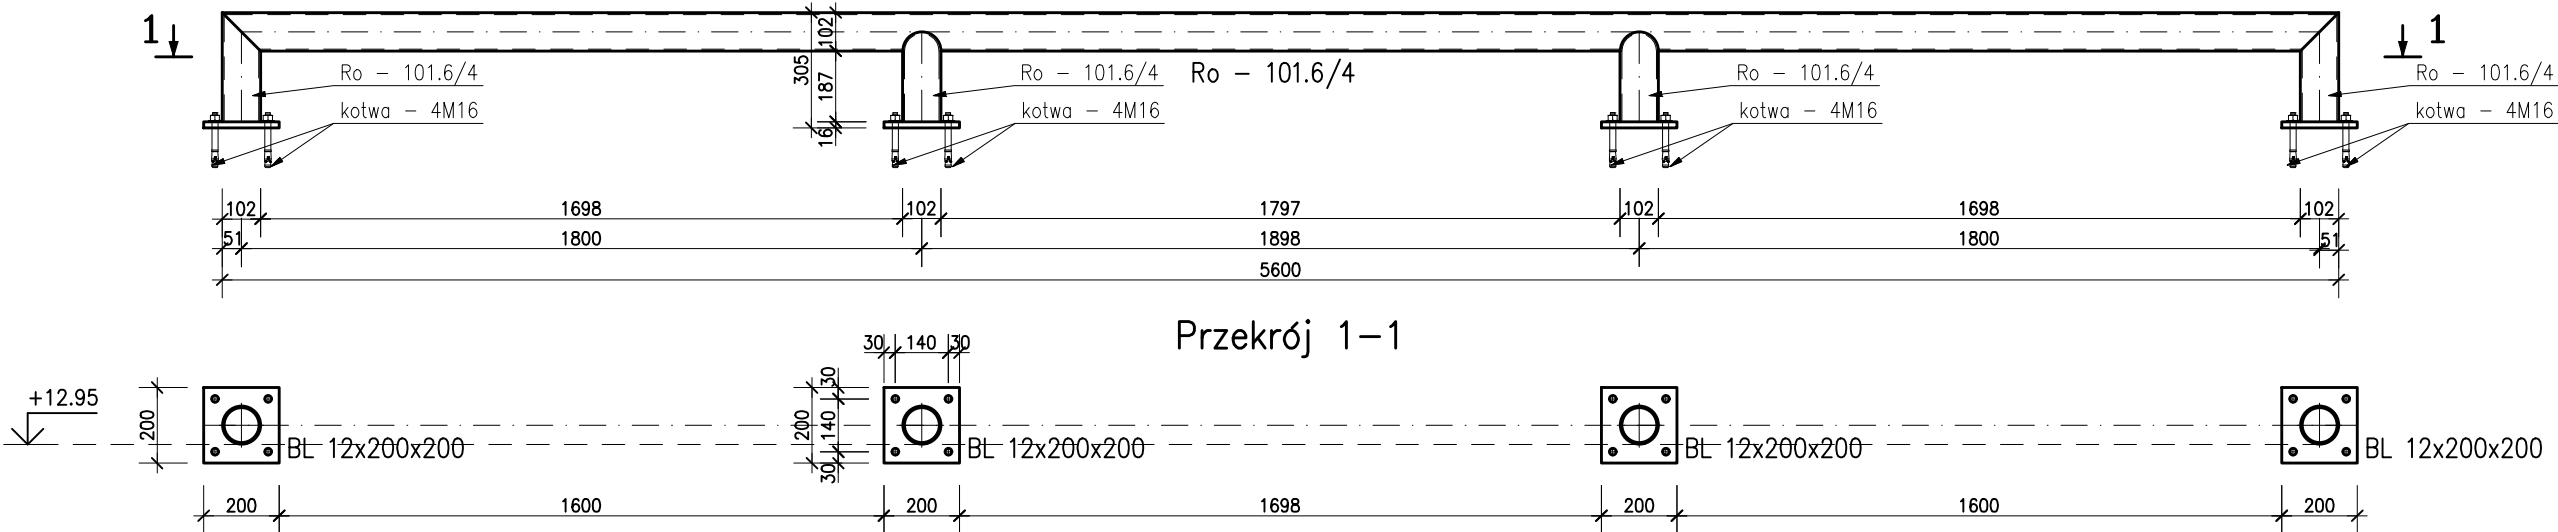 1
1
102
305
187
16
Ro - 101.6/4
kotwa - 4M16
Ro - 101.6/4
kotwa - 4M16
Ro - 101.6/4
Ro - 101.6/4
kotwa - 4M16
Ro - 101.6/4
kotwa - 4M16
102
1698
102
1797
102
1698
102
51
1800
1898
1800
51
5600
Przekrój 1-1
30
140
30
+12.95
200
200
30
140
30
BL 12x200x200
BL 12x200x200
BL 12x200x200
BL 12x200x200
200
1600
200
1698
200
1600
200